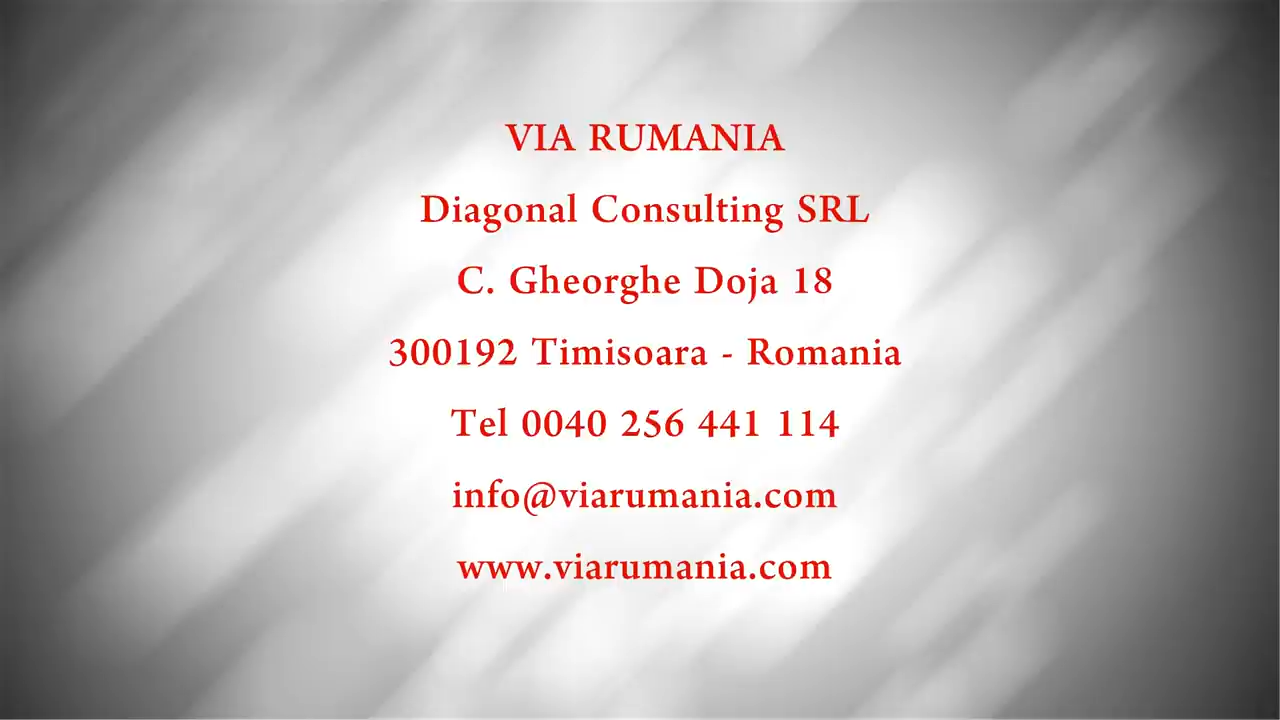 VIA RUMANIA
Diagonal Consulting SRL
C. Gheorghe Doja 18
300192 Timisoara - Romania
Tel 0040 256 441 114
info@viarumania.com
www.viarumania.com